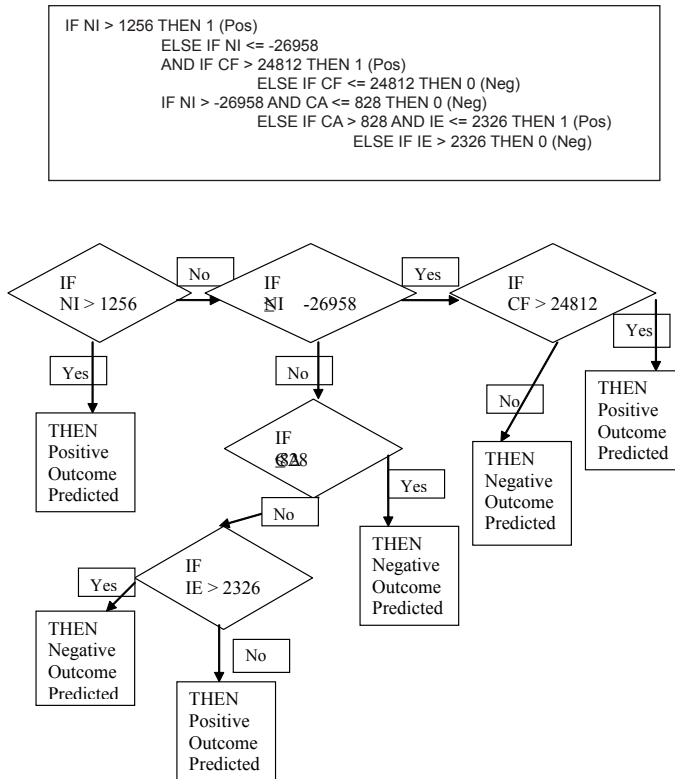 IF NI > 1256 THEN 1 (Pos)
ELSE IF NI <= -26958
AND IF CF > 24812 THEN 1 (Pos)
ELSE IF CF <= 24812 THEN 0 (Neg)
IF NI > -26958 AND CA <= 828 THEN 0 (Neg)
ELSE IF CA > 828 AND IE <= 2326 THEN 1 (Pos)
ELSE IF IE > 2326 THEN 0 (Neg)
IF
NI > 1256
No
IF
NI -26958
Yes
IF
CF > 24812
Yes
Yes
No
No
THEN
Positive
Outcome
Predicted
IF
828
THEN
Negative
Outcome
Predicted
THEN
Positive
Outcome
Predicted
Yes
No
IF
IE > 2326
THEN
Negative
Outcome
Predicted
Yes
THEN
Negative
Outcome
Predicted
No
THEN
Positive
Outcome
Predicted